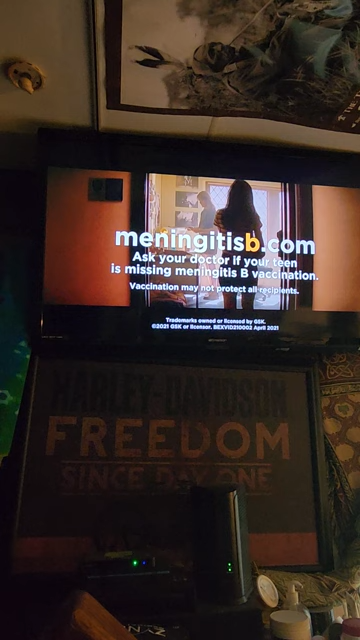 meningitisb.com
Ask your doctor if your teen
is missing meningitis B vaccination.
Vaccination may not protect all recipients.
Trademarks owned or licensed by GSK.
©2021 GSK or licensor. BEXVID210002 April 2021
HARLEY-DAVIDSON
FREEDOM
SINCE DAY ONE